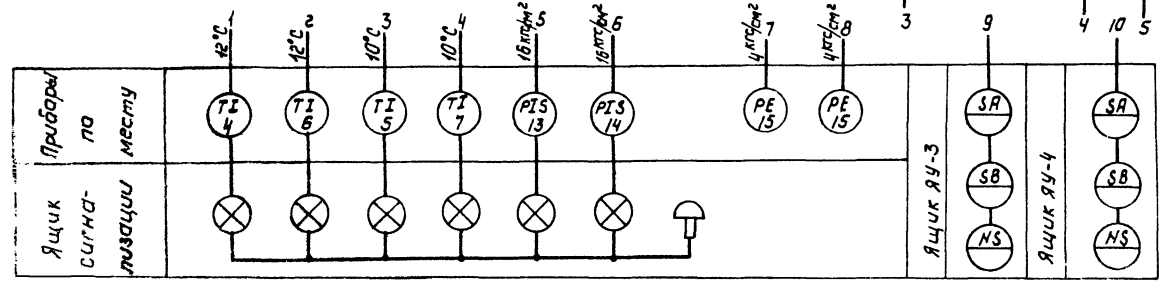 3
4
5
12°С 1
12°С 2
10°С 3
10°С 4
16 кгс/см² 5
16 кгс/см² 6
4 кгс/см² 7
4 кгс/см² 8
9
10
Приборы
по
месту
TI
4
TI
6
TI
5
TI
7
PIS
13
PIS
14
PE
15
PE
15
Ящик
сигна-
лизации
Ящик ЯУ-3
SA
SB
NS
Ящик ЯУ-4
SA
SB
NS